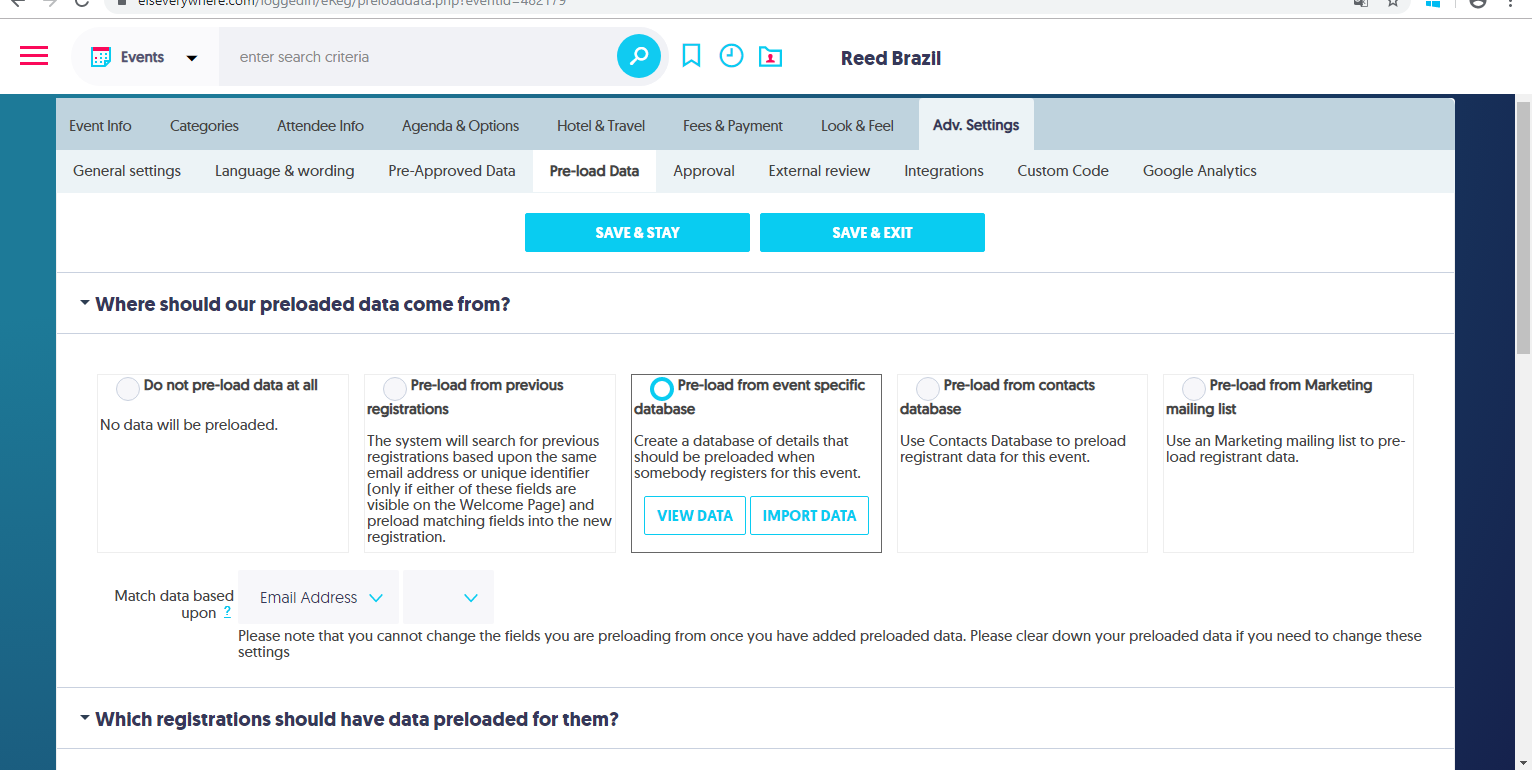 elseverywhere.com/loggedin/eReg/preloaddata.php?eventid=482179
Events
enter search criteria
Reed Brazil
Event Info Categories Attendee Info Agenda & Options Hotel & Travel Fees & Payment Look & Feel Adv. Settings
General settings Language & wording Pre-Approved Data Pre-load Data Approval External review Integrations Custom Code Google Analytics
SAVE & STAY SAVE & EXIT
Where should our preloaded data come from?
Do not pre-load data at all
No data will be preloaded.
Pre-load from previous
registrations
The system will search for previous
registrations based upon the same
email address or unique identifier
(only if either of these fields are
visible on the Welcome Page) and
preload matching fields into the new
registration.
Pre-load from event specific
database
Create a database of details that
should be preloaded when
somebody registers for this event.
VIEW DATA IMPORT DATA
Pre-load from contacts
database
Use Contacts Database to preload
registrant data for this event.
Pre-load from Marketing
mailing list
Use an Marketing mailing list to pre-
load registrant data.
Match data based
upon ?
Email Address
Please note that you cannot change the fields you are preloading from once you have added preloaded data. Please clear down your preloaded data if you need to change these
settings
Which registrations should have data preloaded for them?